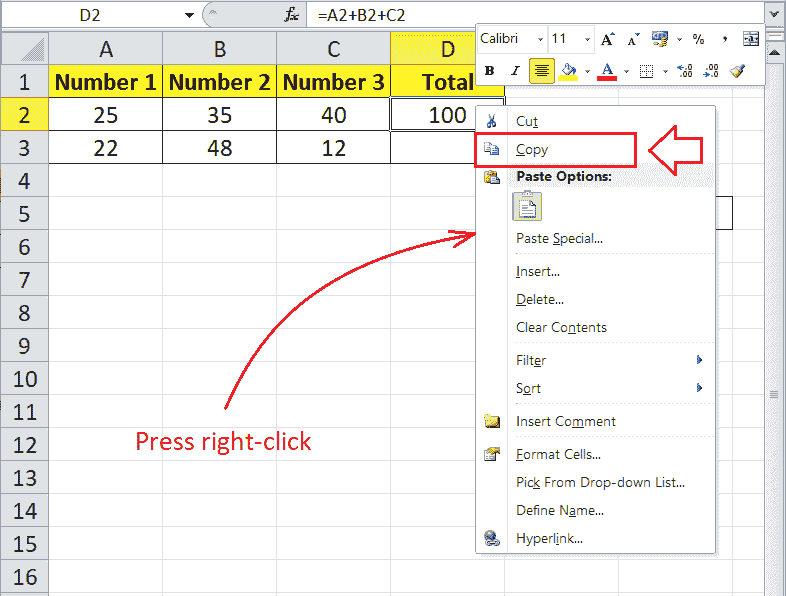 D2 fx =A2+B2+C2
Calibri 11 A A % ,
B I A .00 .0
A B C D
1 Number 1 Number 2 Number 3 Total
2 25 35 40 100
3 22 48 12
4
5
6
7
8
9
10
11
12
13
14
15
16
Cut
Copy
Paste Options:
Paste Special...
Insert...
Delete...
Clear Contents
Filter
Sort
Insert Comment
Format Cells...
Pick From Drop-down List...
Define Name...
Hyperlink...
Press right-click